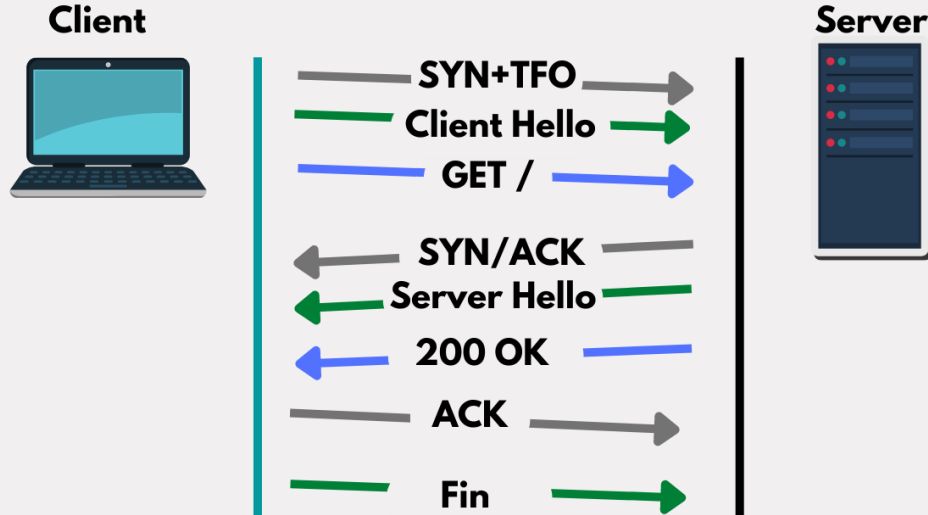 Client
Server
SYN+TFO
Client Hello
GET /
SYN/ACK
Server Hello
200 OK
ACK
Fin